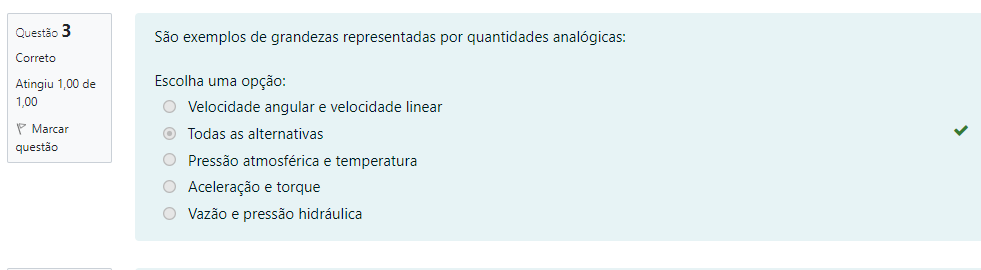 Questão 3
Correto
Atingiu 1,00 de
1,00
Marcar
questão
São exemplos de grandezas representadas por quantidades analógicas:
Escolha uma opção:
Velocidade angular e velocidade linear
Todas as alternativas
Pressão atmosférica e temperatura
Aceleração e torque
Vazão e pressão hidráulica